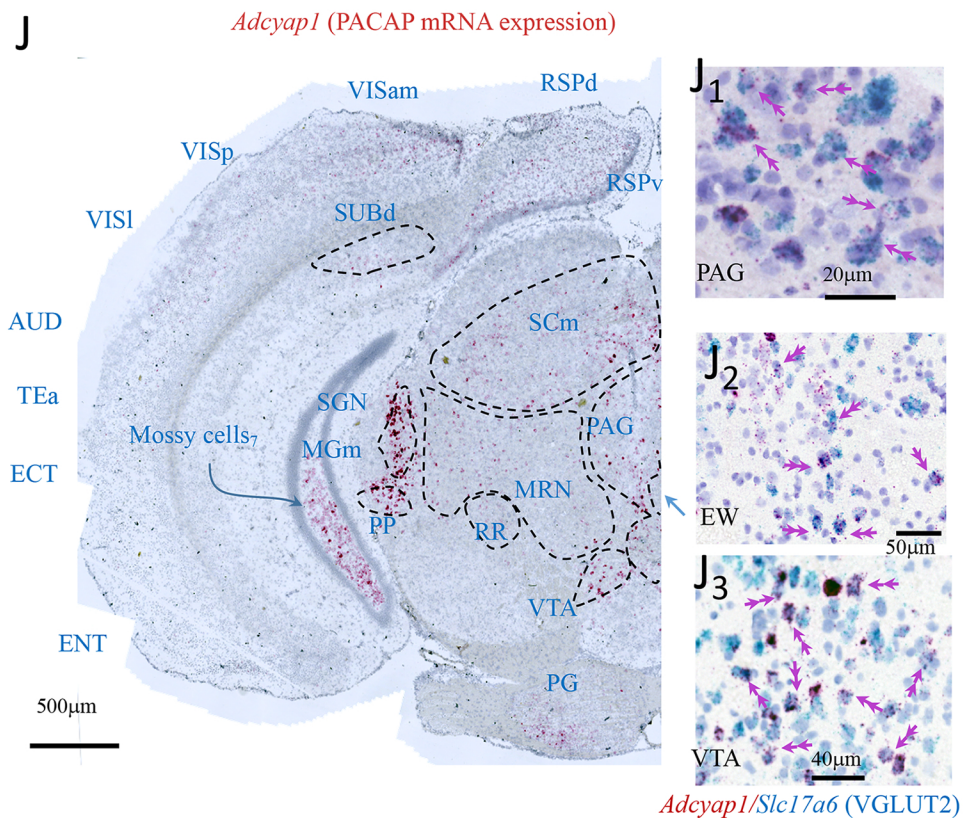 J
Adcyap1 (PACAP mRNA expression)
VISam
RSPd
VISp
RSPv
VISl
SUBd
AUD
SCm
TEa
SGN
Mossy cells7
MGm
PAG
ECT
MRN
PP
RR
VTA
ENT
PG
500μm
J1
PAG
20μm
J2
EW
50μm
J3
VTA
40μm
Adcyap1/Slc17a6 (VGLUT2)